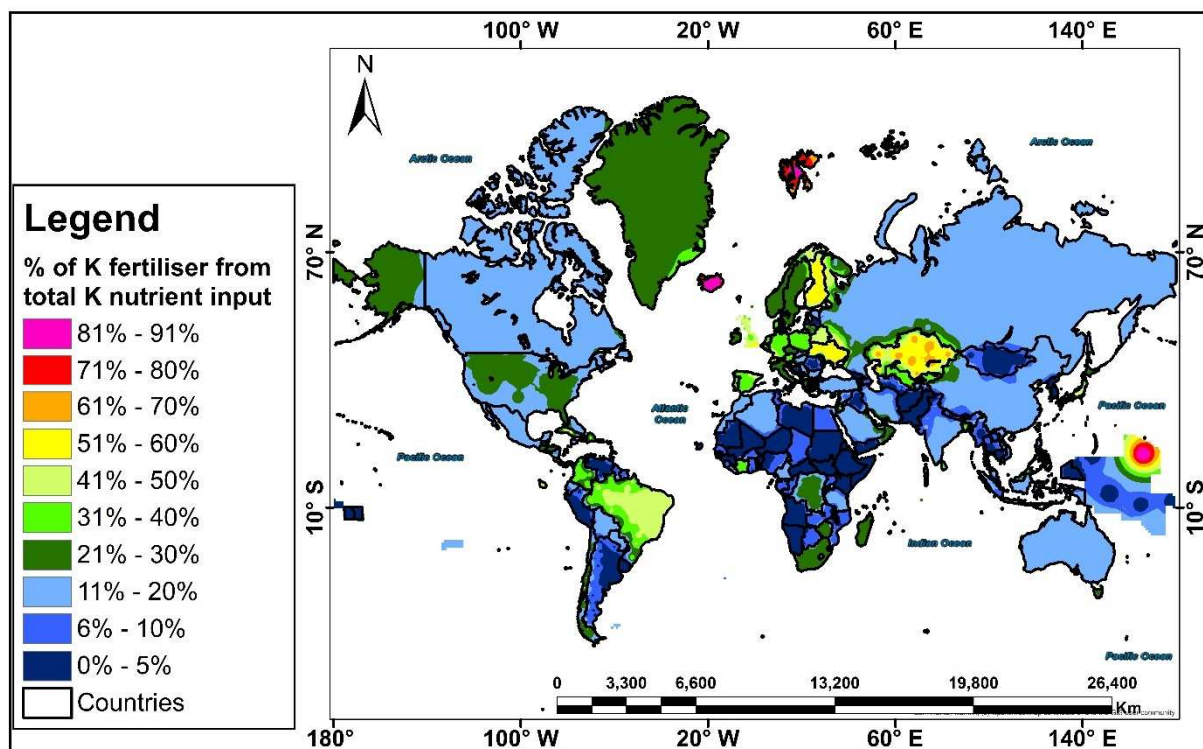 100° W
20° W
60° E
140° E
N
Arctic Ocean
Arctic Ocean
Legend
% of K fertiliser from
total K nutrient input
81% - 91%
71% - 80%
61% - 70%
51% - 60%
41% - 50%
31% - 40%
21% - 30%
11% - 20%
6% - 10%
0% - 5%
Countries
70° N
70° N
Atlantic
Ocean
Pacific Ocean
Pacific Ocean
10° S
10° S
Indian Ocean
Pacific Ocean
0
3,300
6,600
13,200
19,800
26,400
Km
user community
180°
100° W
20° W
60° E
140° E